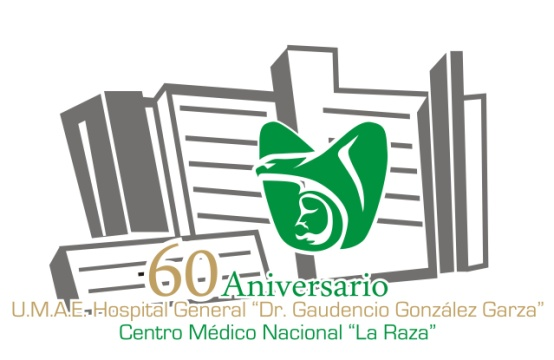 60 Aniversario
U.M.A.E. Hospital General “Dr. Gaudencio González Garza”
Centro Médico Nacional “La Raza”